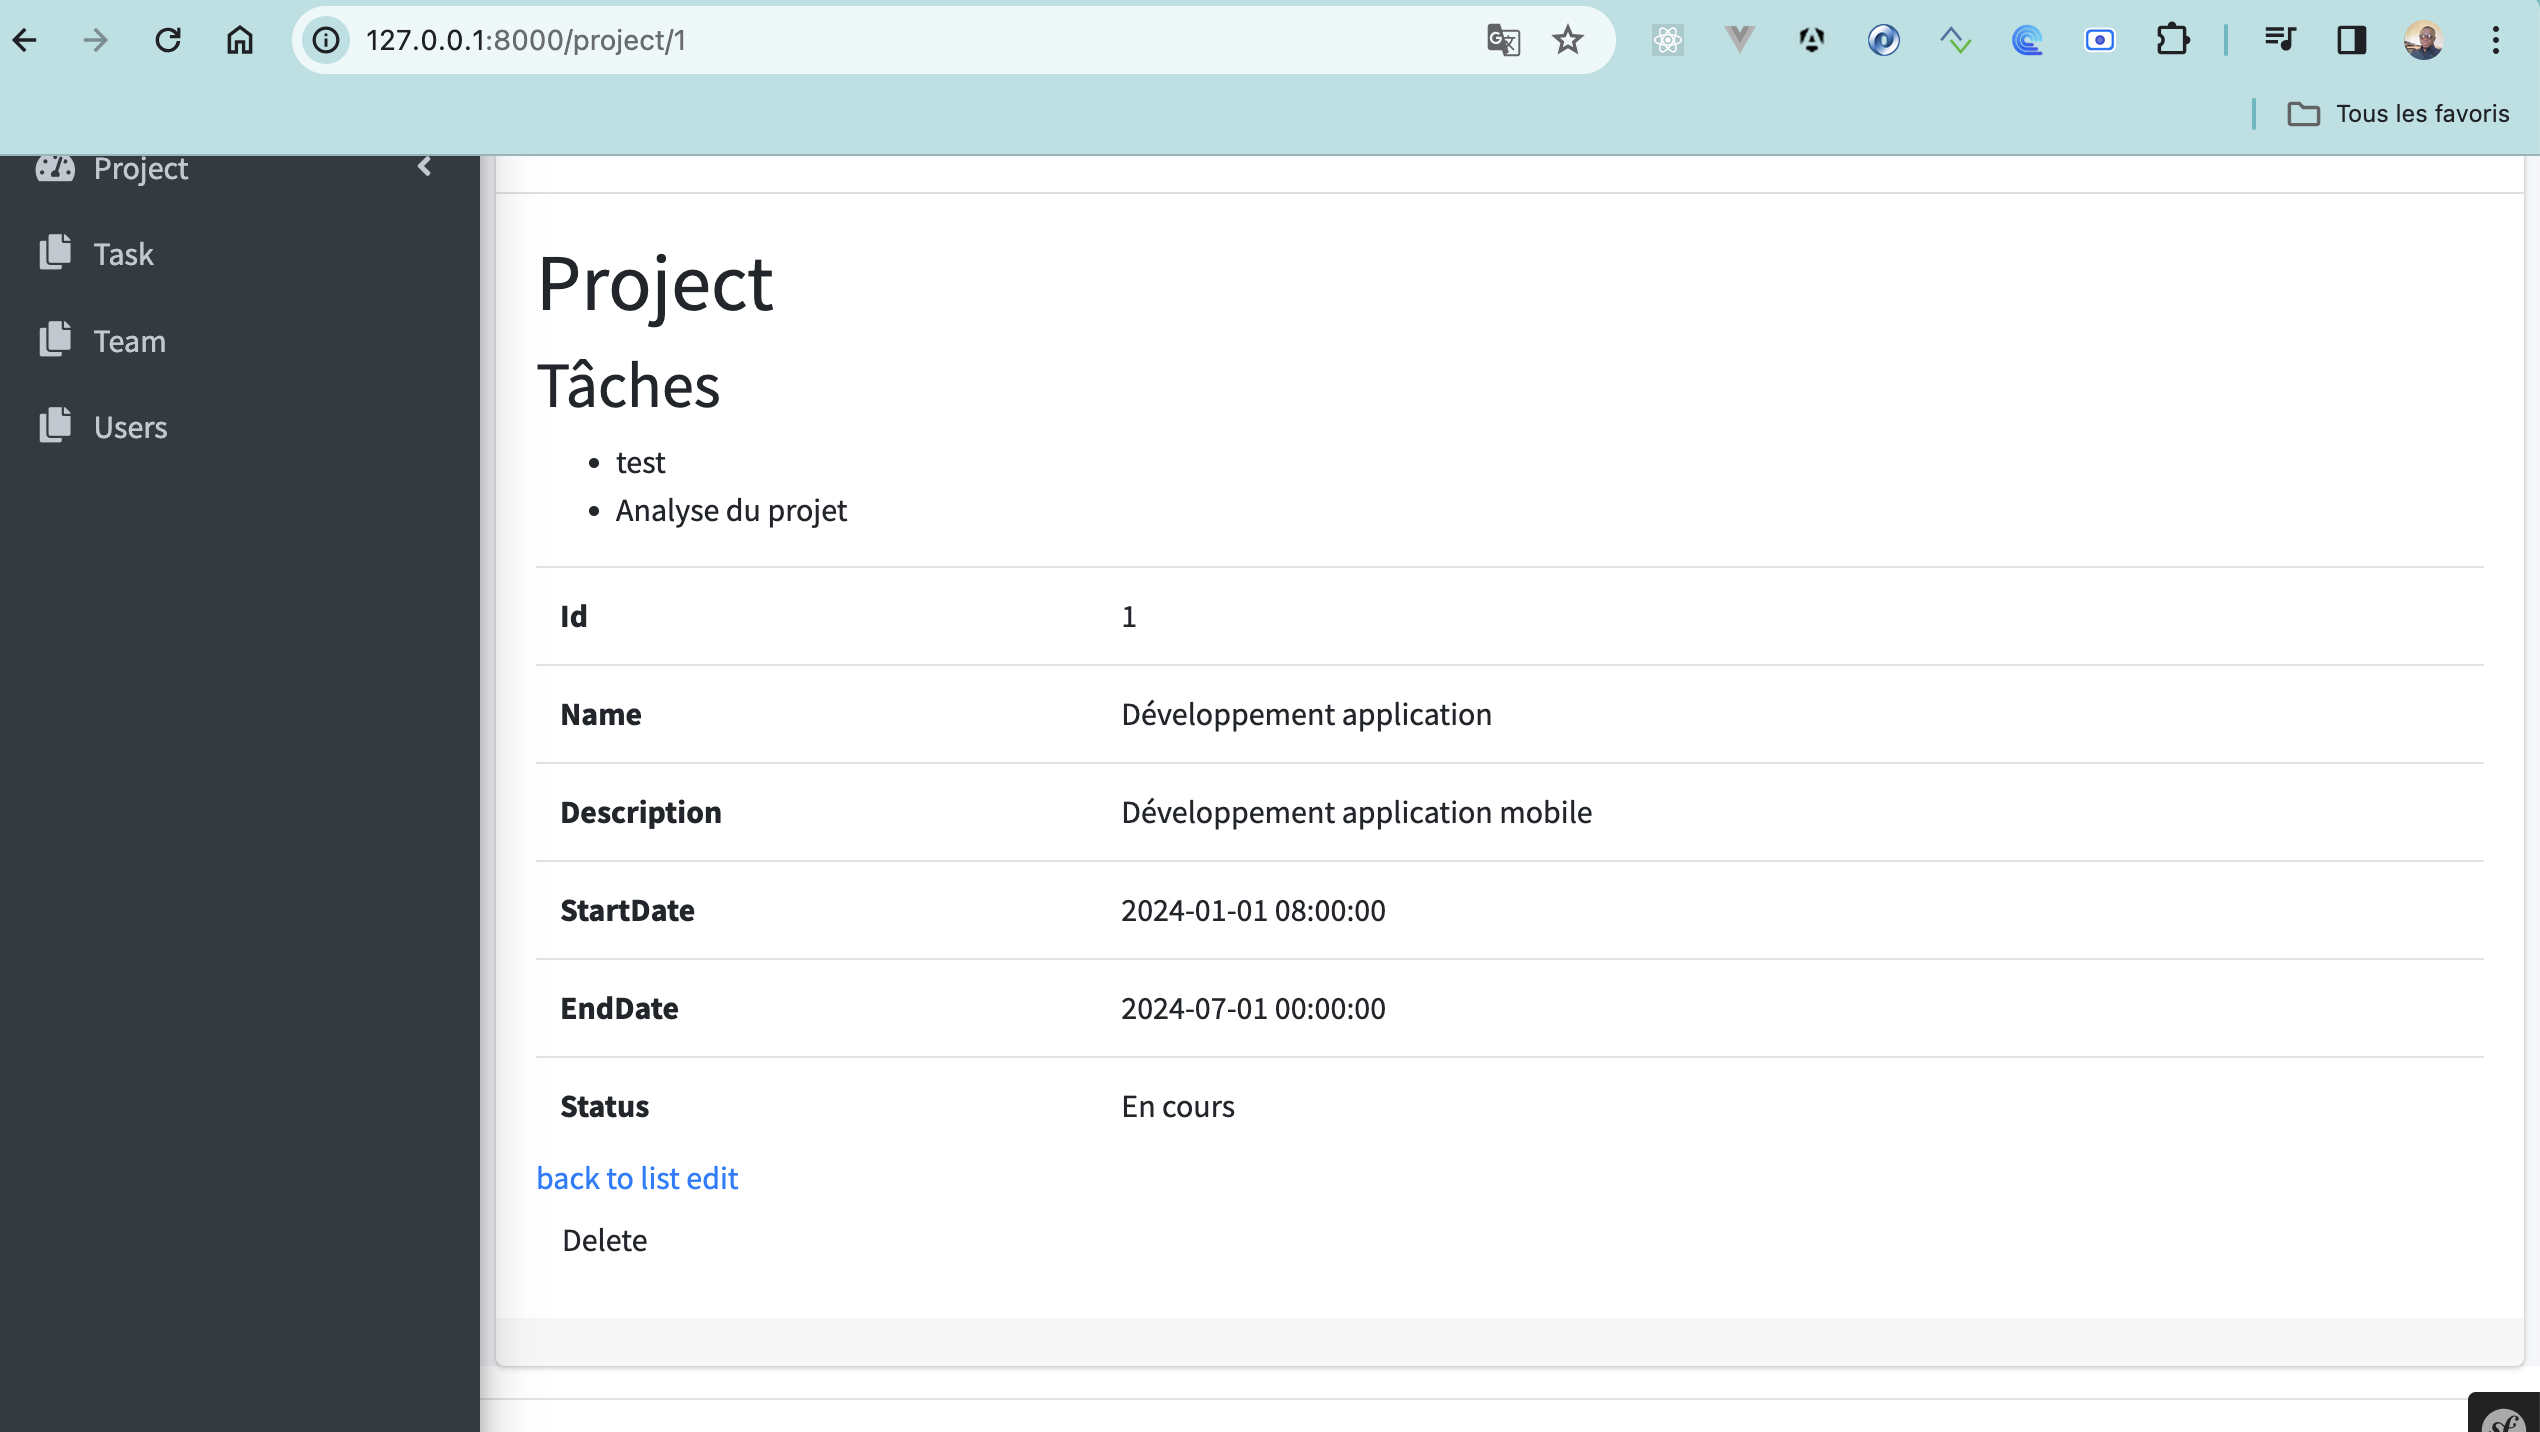 127.0.0.1:8000/project/1
Tous les favoris
Project
Task
Team
Users
Project
Tâches
test
Analyse du projet
Id 1
Name Développement application
Description Développement application mobile
StartDate 2024-01-01 08:00:00
EndDate 2024-07-01 00:00:00
Status En cours
back to list edit
Delete